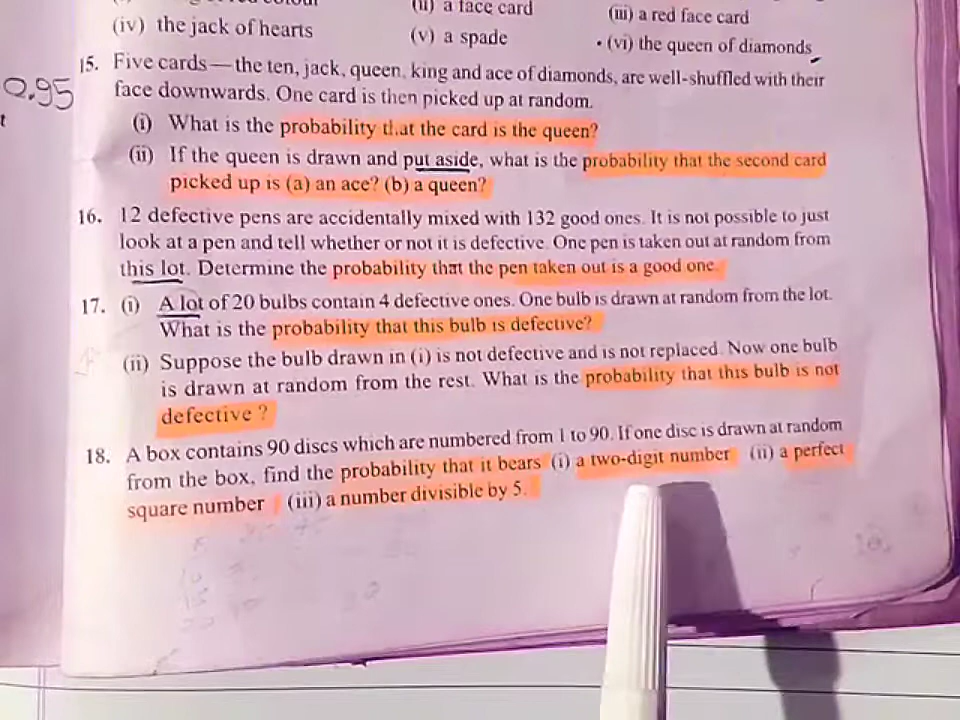 (ii) a face card
(iii) a red face card
(iv) the jack of hearts
(v) a spade
• (vi) the queen of diamonds
0.95
15. Five cards—the ten, jack, queen, king and ace of diamonds, are well-shuffled with their
face downwards. One card is then picked up at random.
(i) What is the probability that the card is the queen?
(ii) If the queen is drawn and put aside, what is the probability that the second card
picked up is (a) an ace? (b) a queen?
16. 12 defective pens are accidentally mixed with 132 good ones. It is not possible to just
look at a pen and tell whether or not it is defective. One pen is taken out at random from
this lot. Determine the probability that the pen taken out is a good one.
17. (i) A lot of 20 bulbs contain 4 defective ones. One bulb is drawn at random from the lot.
What is the probability that this bulb is defective?
(ii) Suppose the bulb drawn in (i) is not defective and is not replaced. Now one bulb
is drawn at random from the rest. What is the probability that this bulb is not
defective ?
18. A box contains 90 discs which are numbered from 1 to 90. If one disc is drawn at random
from the box, find the probability that it bears (i) a two-digit number (ii) a perfect
square number (iii) a number divisible by 5.